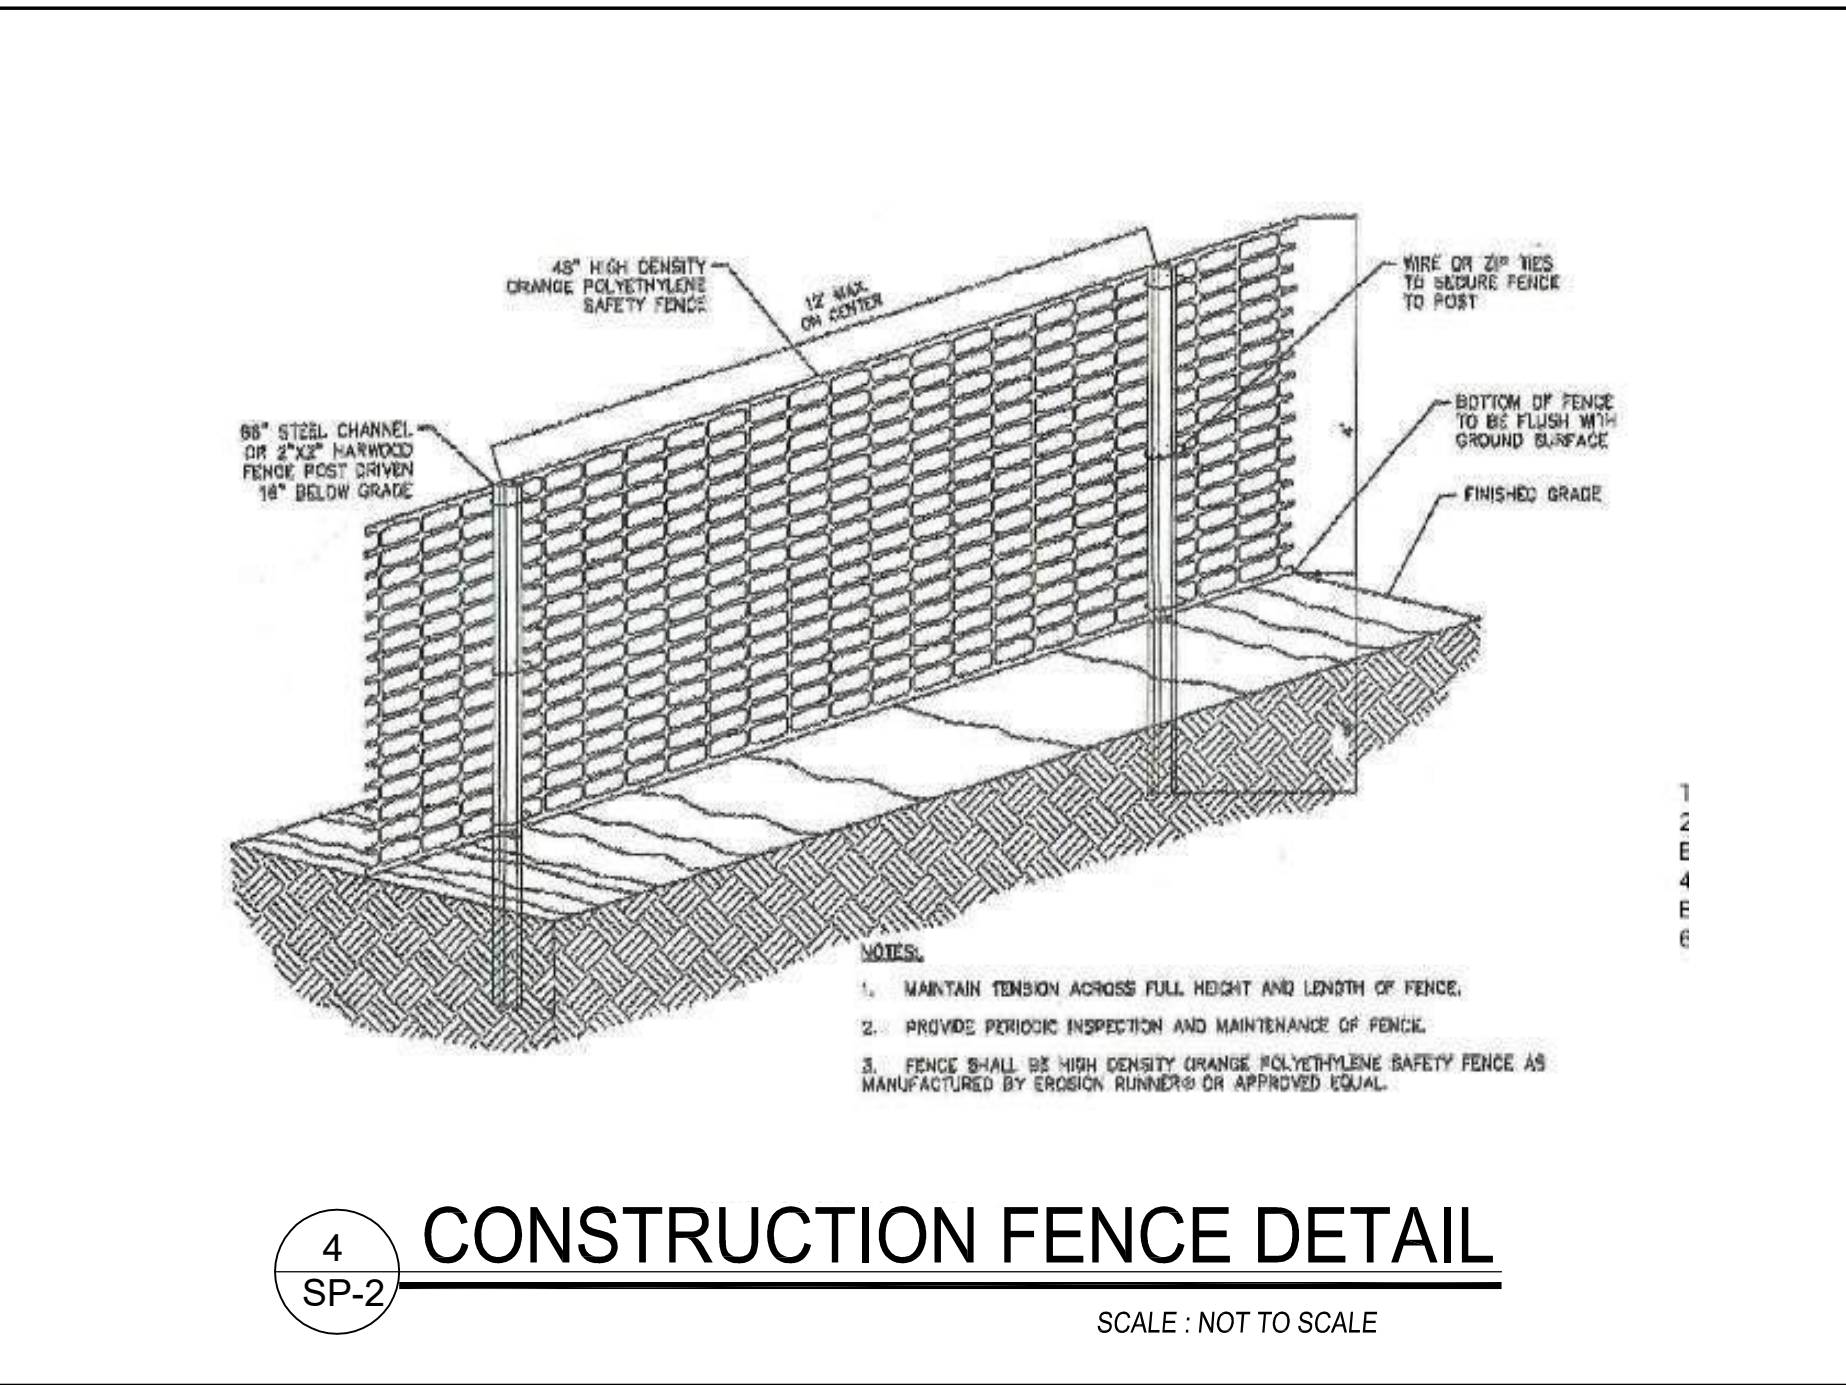 48" HIGH DENSITY
ORANGE POLYETHYLENE
SAFETY FENCE
12' MAX.
ON CENTER
WIRE OR ZIP TIES
TO SECURE FENCE
TO POST
BOTTOM OF FENCE
TO BE FLUSH WITH
GROUND SURFACE
FINISHED GRADE
STEEL CHANNEL
OR 2"X2" HARWOOD
FENCE POST DRIVEN
BELOW GRADE
NOTES:
1. MAINTAIN TENSION ACROSS FULL HEIGHT AND LENGTH OF FENCE.
2. PROVIDE PERIODIC INSPECTION AND MAINTENANCE OF FENCE.
3. FENCE SHALL BE HIGH DENSITY ORANGE POLYETHYLENE SAFETY FENCE AS
MANUFACTURED BY EROSION RUNNER® OR APPROVED EQUAL.
4
SP-2
CONSTRUCTION FENCE DETAIL
SCALE : NOT TO SCALE